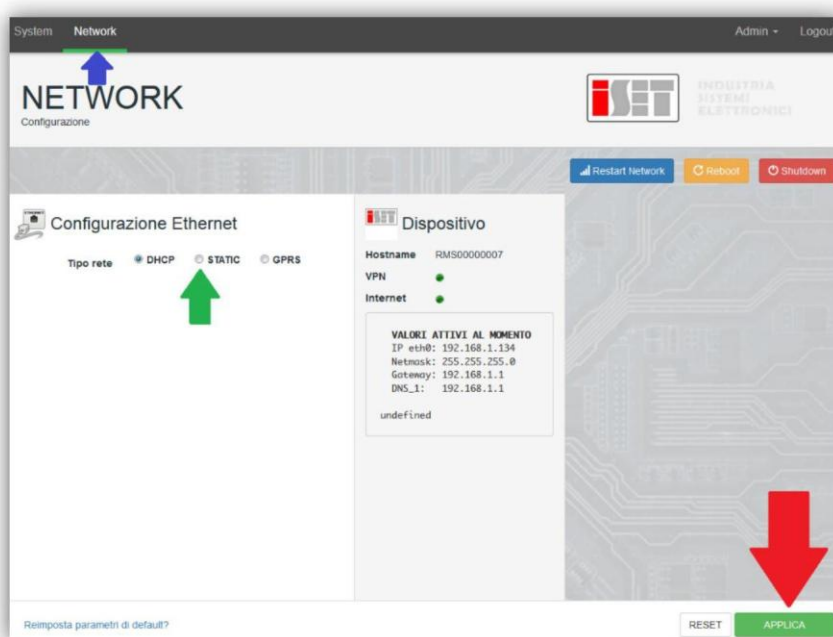 System Network Admin Logout
NETWORK
Configurazione
iSET INDUSTRIA
SISTEMI
ELETTRONICI
Restart Network Reboot Shutdown
Configurazione Ethernet
Tipo rete DHCP STATIC GPRS
iSET Dispositivo
Hostname RMS00000007
VPN
Internet
VALORI ATTIVI AL MOMENTO
IP eth0: 192.168.1.134
Netmask: 255.255.255.0
Gateway: 192.168.1.1
DNS_1: 192.168.1.1
undefined
Reimposta parametri di default? RESET APPLICA